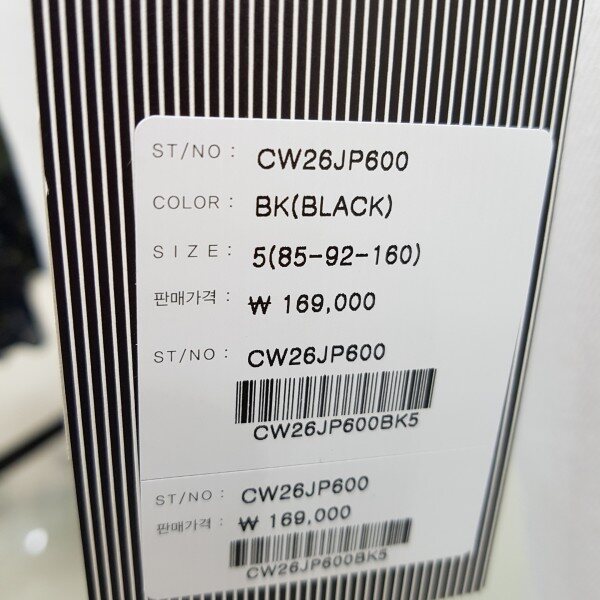 ST/NO : CW26JP600
COLOR : BK(BLACK)
SIZE : 5(85-92-160)
판매가격 : ₩ 169,000
ST/NO : CW26JP600
CW26JP600BK5
ST/NO : CW26JP600
판매가격 : ₩ 169,000
CW26JP600BK5